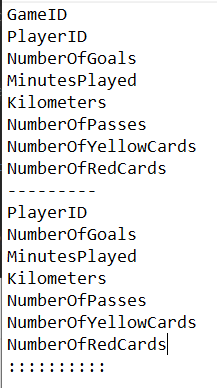 GameID
PlayerID
NumberOfGoals
MinutesPlayed
Kilometers
NumberOfPasses
NumberOfYellowCards
NumberOfRedCards
---------
PlayerID
NumberOfGoals
MinutesPlayed
Kilometers
NumberOfPasses
NumberOfYellowCards
NumberOfRedCards
::::::::::